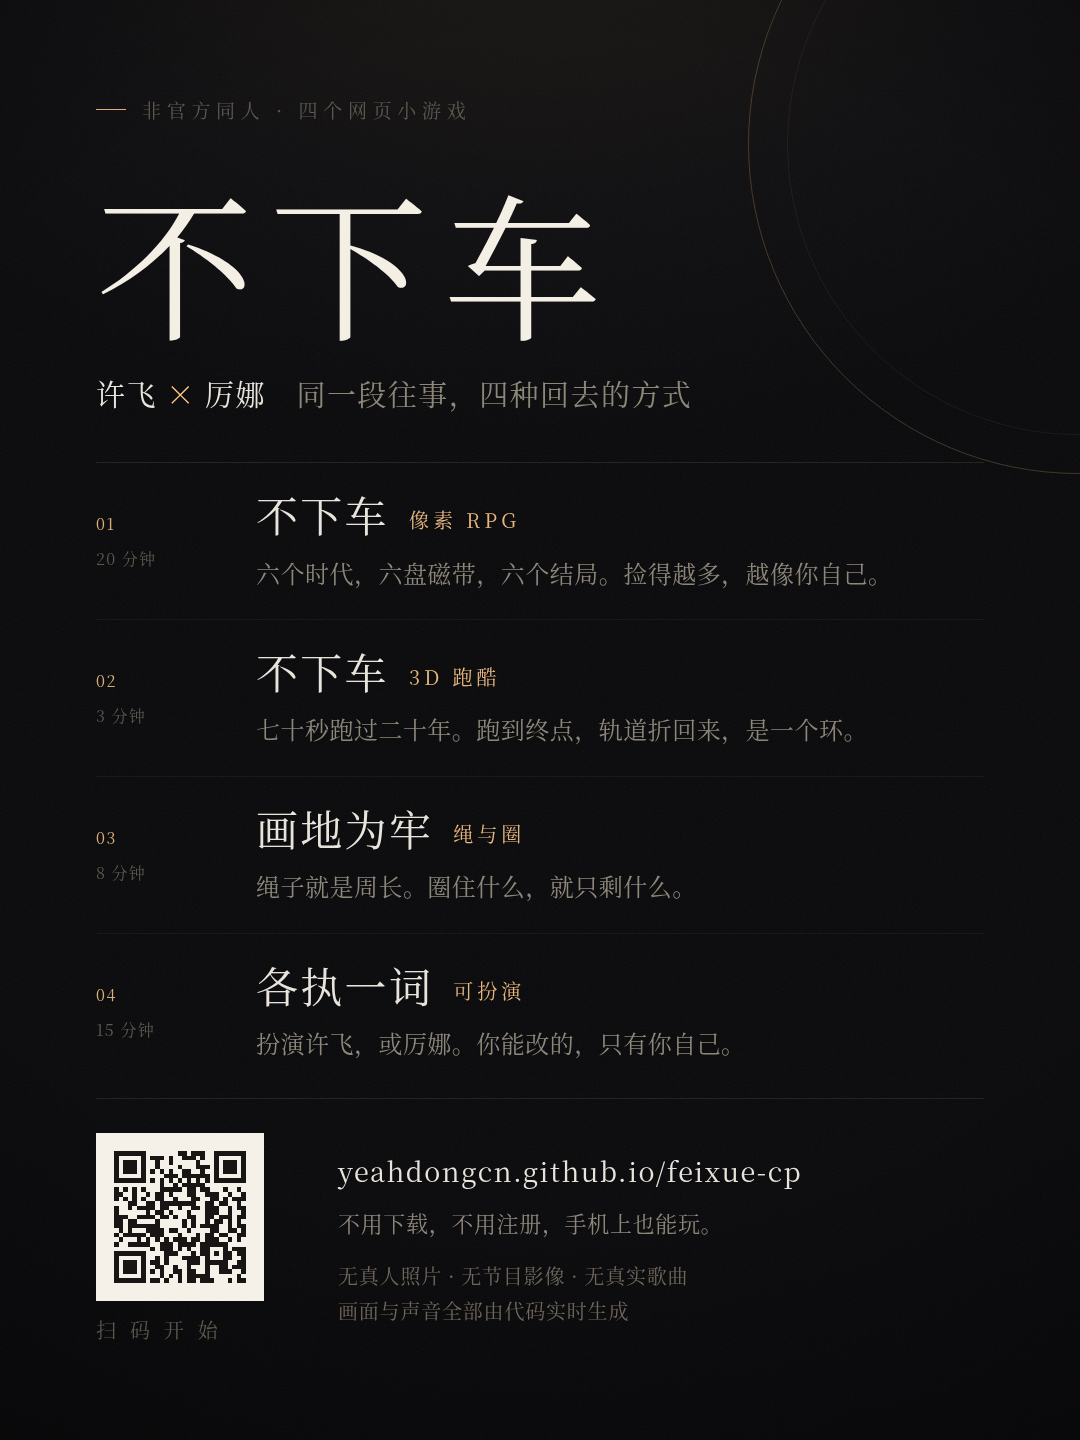 非官方同人 · 四个网页小游戏
不下车
许飞 × 厉娜 同一段往事，四种回去的方式
01
20 分钟
不下车 像素 RPG
六个时代，六盘磁带，六个结局。捡得越多，越像你自己。
02
3 分钟
不下车 3D 跑酷
七十秒跑过二十年。跑到终点，轨道折回来，是一个环。
03
8 分钟
画地为牢 绳与圈
绳子就是周长。圈住什么，就只剩什么。
04
15 分钟
各执一词 可扮演
扮演许飞，或厉娜。你能改的，只有你自己。
yeahdongcn.github.io/feixue-cp
不用下载，不用注册，手机上也能玩。
无真人照片 · 无节目影像 · 无真实歌曲
画面与声音全部由代码实时生成
扫码开始